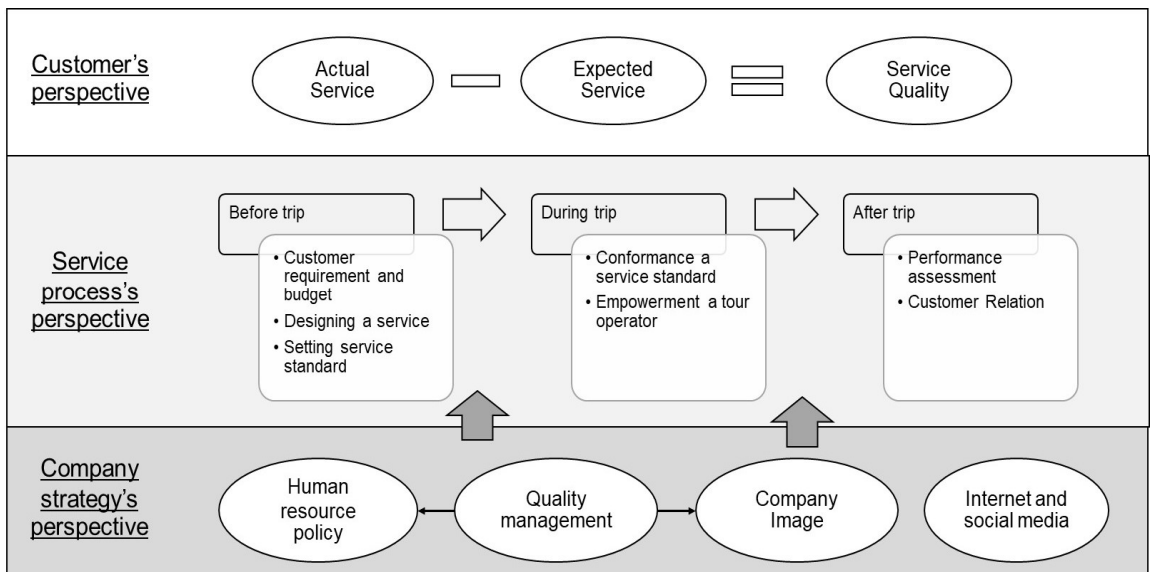 Customer's
perspective
Actual
Service
Expected
Service
Service
Quality
Service
process's
perspective
Before trip
• Customer
requirement and
budget
• Designing a service
• Setting service
standard
During trip
• Conformance a
service standard
• Empowerment a tour
operator
After trip
• Performance
assessment
• Customer Relation
Company
strategy's
perspective
Human
resource
policy
Quality
management
Company
Image
Internet and
social media